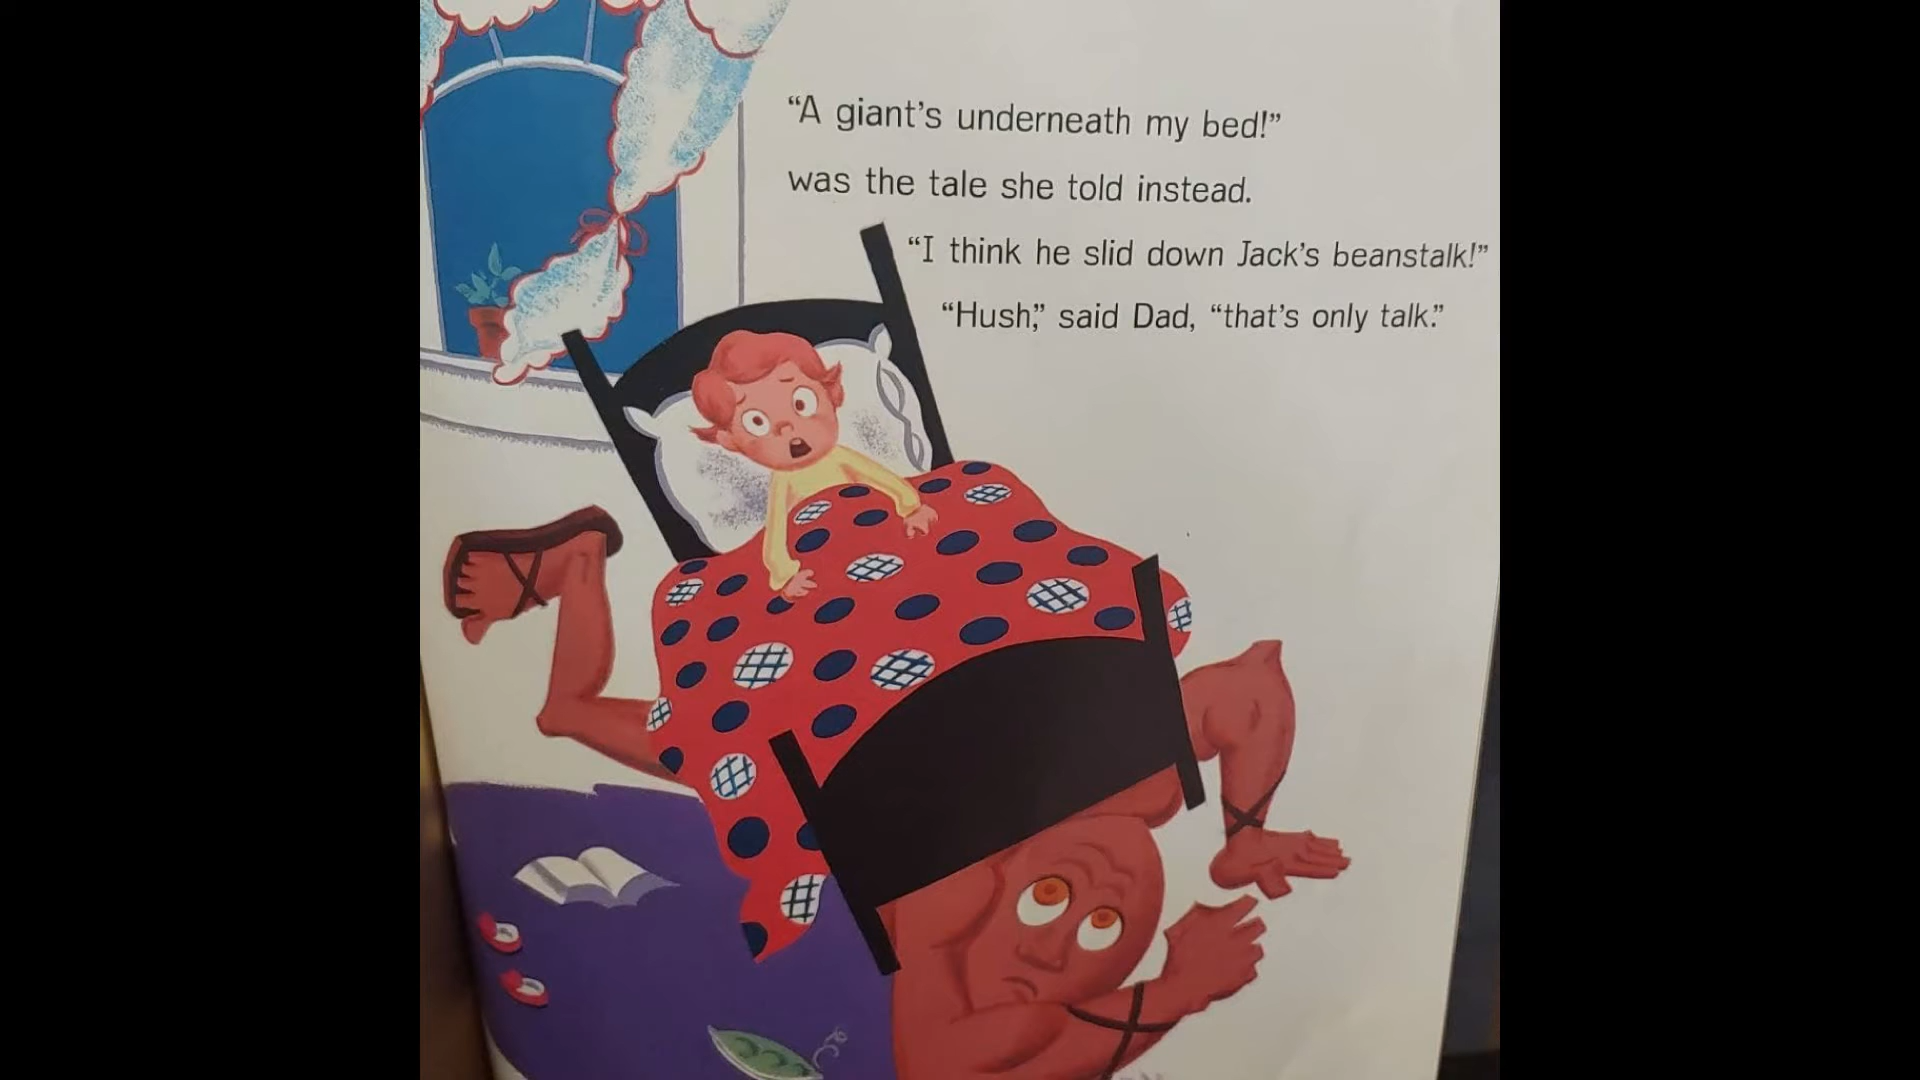 “A giant’s underneath my bed!”
was the tale she told instead.
“I think he slid down Jack’s beanstalk!”
“Hush,” said Dad, “that’s only talk.”